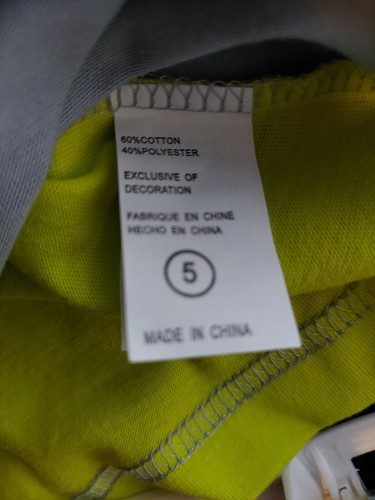 60%COTTON
40%POLYESTER
EXCLUSIVE OF
DECORATION
FABRIQUE EN CHINE
HECHO EN CHINA
5
MADE IN CHINA